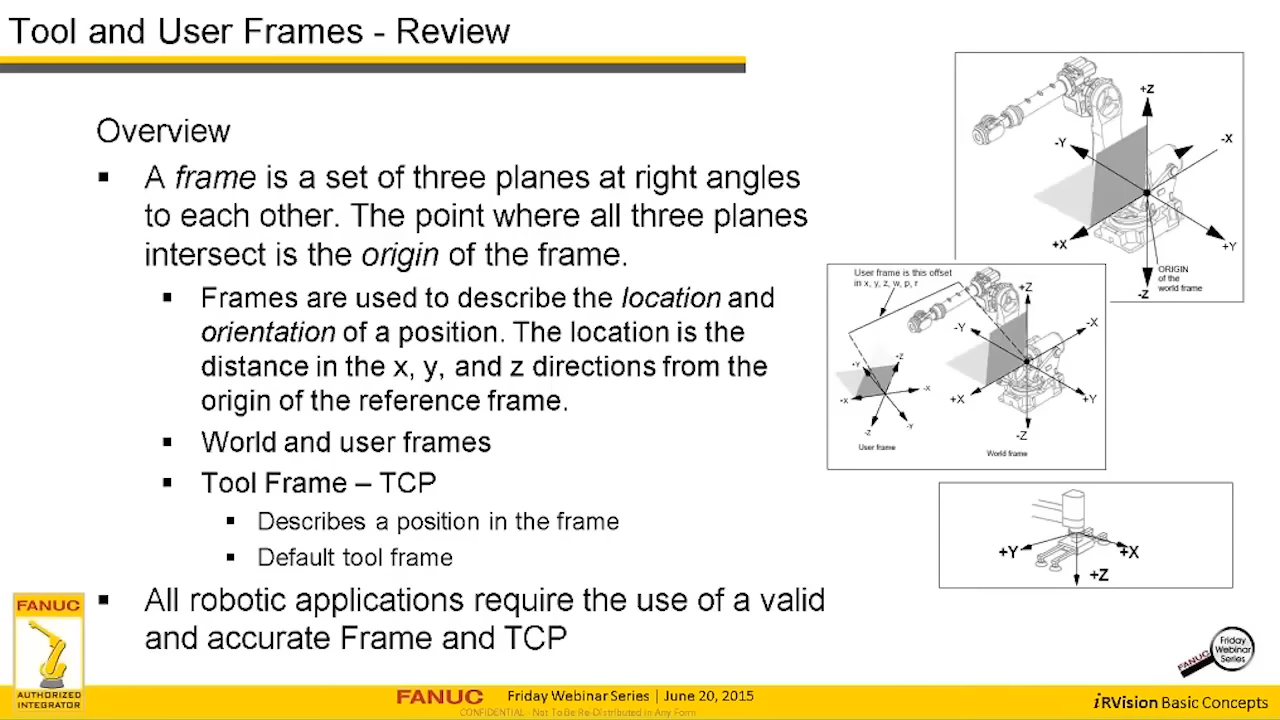 Tool and User Frames - Review
Overview
▪ A frame is a set of three planes at right angles
to each other. The point where all three planes
intersect is the origin of the frame.
▪ Frames are used to describe the location and
orientation of a position. The location is the
distance in the x, y, and z directions from the
origin of the reference frame.
▪ World and user frames
▪ Tool Frame – TCP
▪ Describes a position in the frame
▪ Default tool frame
▪ All robotic applications require the use of a valid
and accurate Frame and TCP
+Z
-Y
-X
+X
+Y
-Z
ORIGIN
of the
world frame
User frame is this offset
in x, y, z, w, p, r
+Z
-Y
-X
+X
+Y
-Z
World frame
+Y
+Z
-X
+X
-Y
-Z
User frame
+Y
+X
+Z
FANUC
AUTHORIZED
INTEGRATOR
Friday
Webinar
Series
FANUC
FANUC Friday Webinar Series | June 20, 2015
CONFIDENTIAL - Not To Be Re-Distributed in Any Form
iRVision Basic Concepts